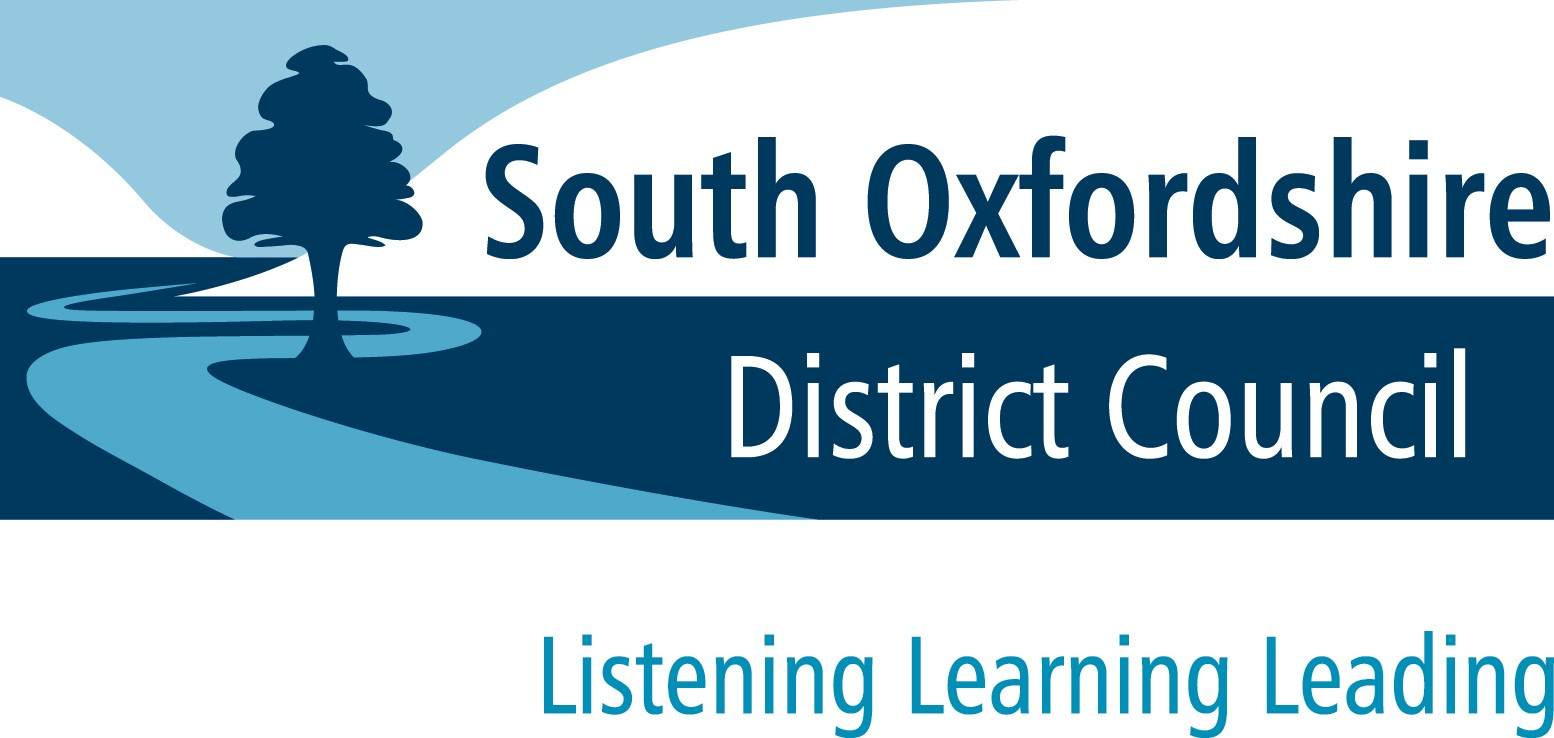 South Oxfordshire
District Council
Listening Learning Leading